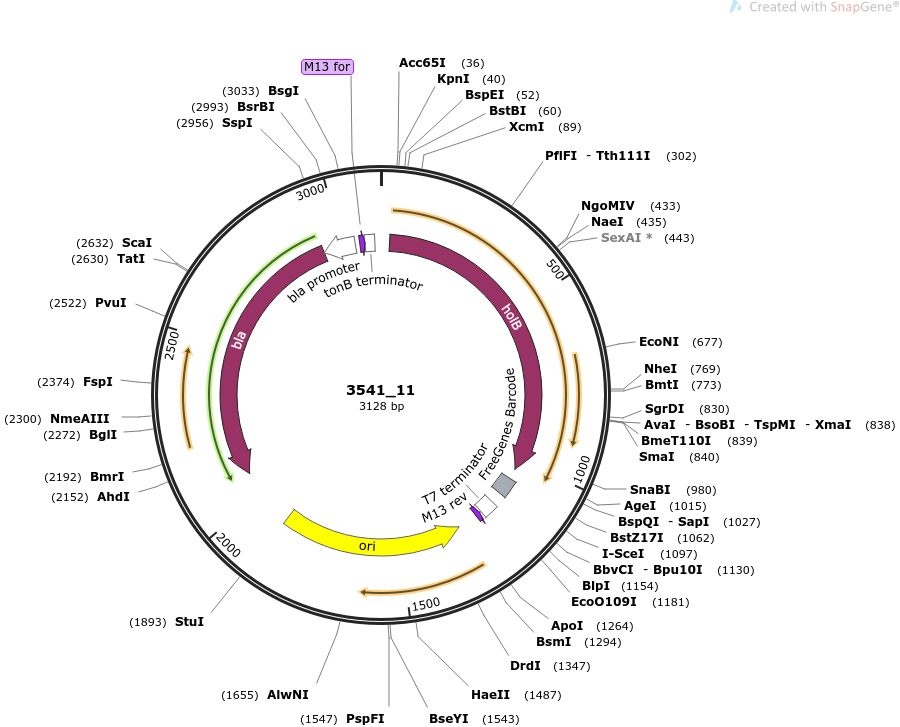 Created with SnapGene®
M13 for
Acc65I (36)
KpnI (40)
BspEI (52)
BstBI (60)
XcmI (89)
PflFI - Tth111I (302)
NgoMIV (433)
NaeI (435)
SexAI * (443)
EcoNI (677)
NheI (769)
BmtI (773)
SgrDI (830)
AvaI - BsoBI - TspMI - XmaI (838)
BmeT110I (839)
SmaI (840)
SnaBI (980)
AgeI (1015)
BspQI - SapI (1027)
BstZ17I (1062)
I-SceI (1097)
BbvCI - Bpu10I (1130)
BlpI (1154)
EcoO109I (1181)
ApoI (1264)
BsmI (1294)
DrdI (1347)
HaeII (1487)
BseYI (1543)
(1547) PspFI
(1655) AlwNI
(1893) StuI
(2152) AhdI
(2192) BmrI
(2272) BglI
(2300) NmeAIII
(2374) FspI
(2522) PvuI
(2630) TatI
(2632) ScaI
(2956) SspI
(2993) BsrBI
(3033) BsgI
500
1000
1500
2000
2500
3000
bla promoter
tonB terminator
holB
bla
FreeGenes Barcode
T7 terminator
M13 rev
ori
3541_11
3128 bp